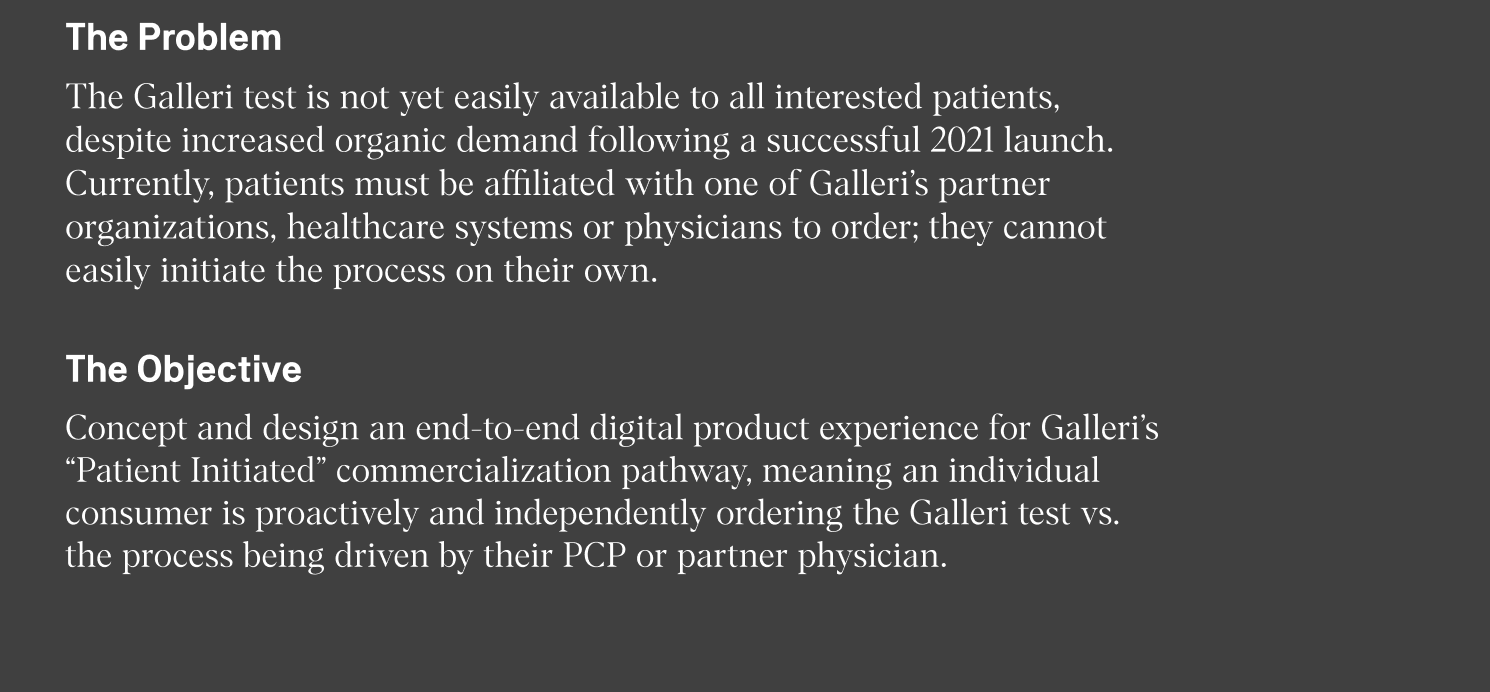 The Problem
The Galleri test is not yet easily available to all interested patients,
despite increased organic demand following a successful 2021 launch.
Currently, patients must be affiliated with one of Galleri’s partner
organizations, healthcare systems or physicians to order; they cannot
easily initiate the process on their own.
The Objective
Concept and design an end-to-end digital product experience for Galleri’s
“Patient Initiated” commercialization pathway, meaning an individual
consumer is proactively and independently ordering the Galleri test vs.
the process being driven by their PCP or partner physician.